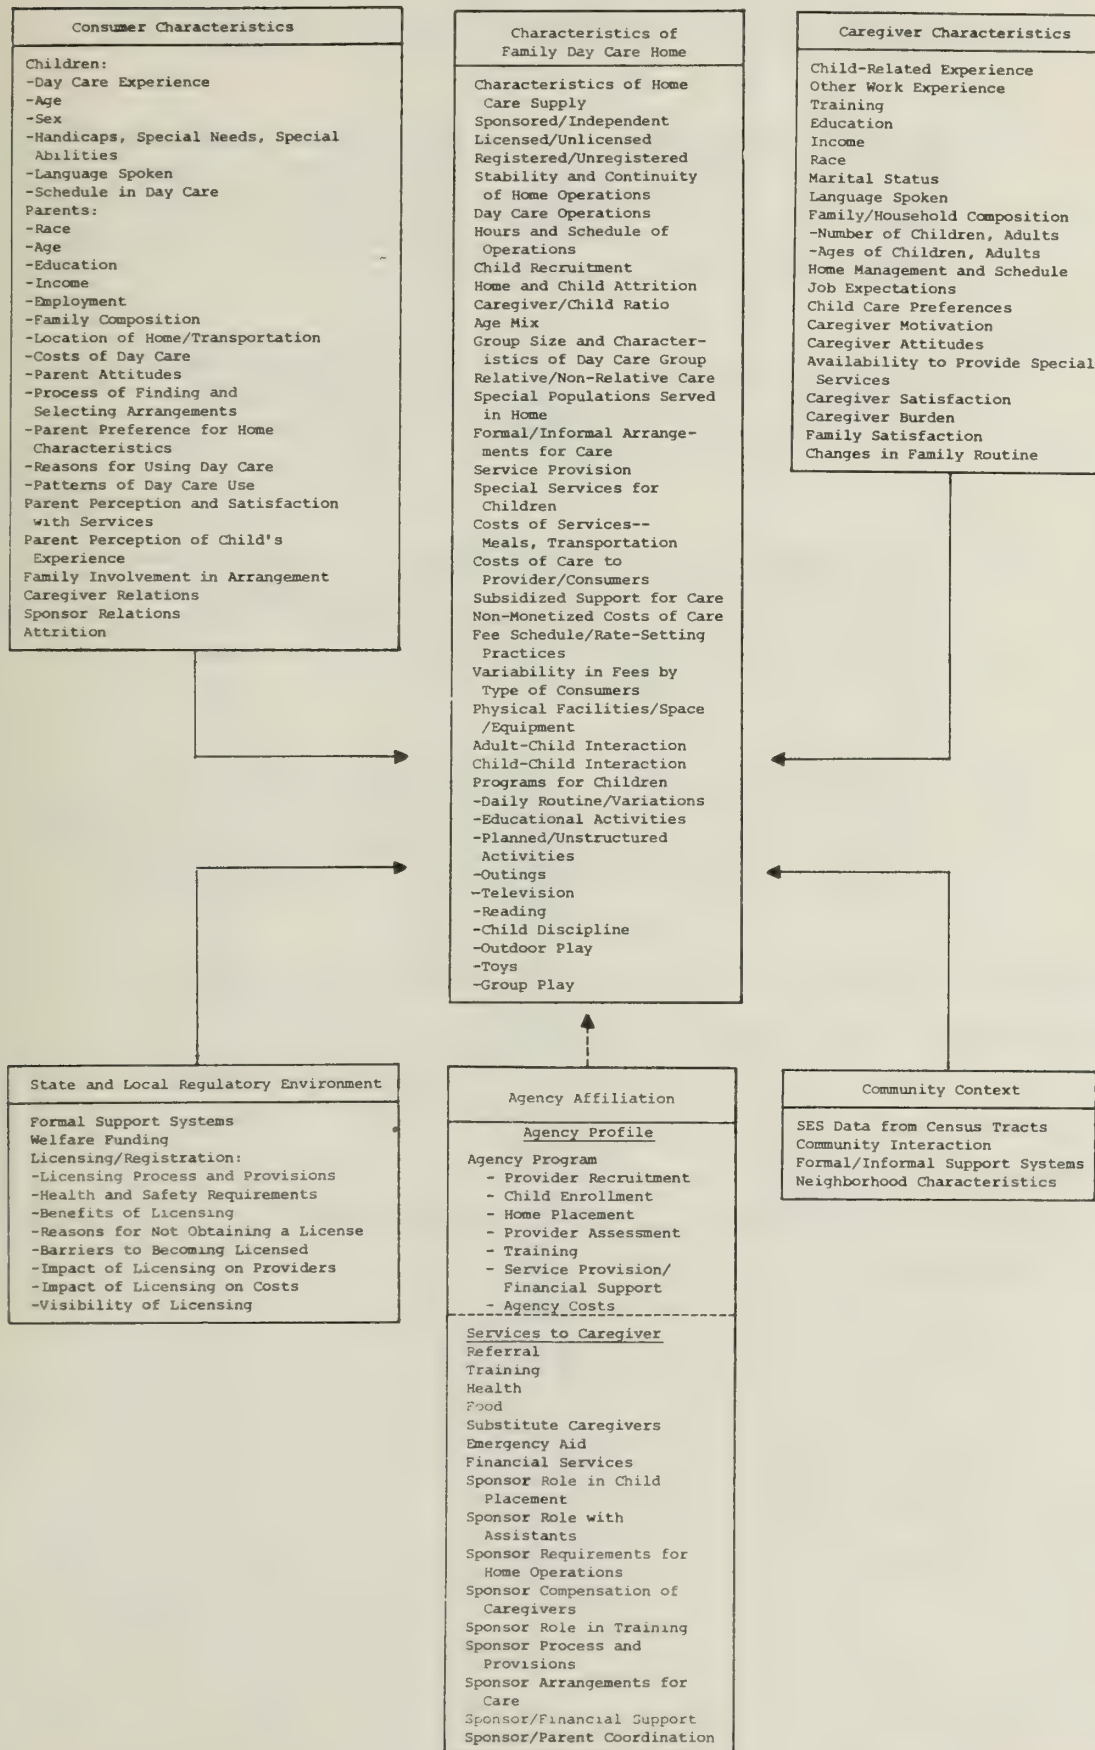 Consumer Characteristics
Children:
-Day Care Experience
-Age
-Sex
-Handicaps, Special Needs, Special
Abilities
-Language Spoken
-Schedule in Day Care
Parents:
-Race
-Age
-Education
-Income
-Employment
-Family Composition
-Location of Home/Transportation
-Costs of Day Care
-Parent Attitudes
-Process of Finding and
Selecting Arrangements
-Parent Preference for Home
Characteristics
-Reasons for Using Day Care
-Patterns of Day Care Use
Parent Perception and Satisfaction
with Services
Parent Perception of Child's
Experience
Family Involvement in Arrangement
Caregiver Relations
Sponsor Relations
Attrition
Characteristics of
Family Day Care Home
Characteristics of Home
Care Supply
Sponsored/Independent
Licensed/Unlicensed
Registered/Unregistered
Stability and Continuity
of Home Operations
Day Care Operations
Hours and Schedule of
Operations
Child Recruitment
Home and Child Attrition
Caregiver/Child Ratio
Age Mix
Group Size and Character-
istics of Day Care Group
Relative/Non-Relative Care
Special Populations Served
in Home
Formal/Informal Arrange-
ments for Care
Service Provision
Special Services for
Children
Costs of Services--
Meals, Transportation
Costs of Care to
Provider/Consumers
Subsidized Support for Care
Non-Monetized Costs of Care
Fee Schedule/Rate-Setting
Practices
Variability in Fees by
Type of Consumers
Physical Facilities/Space
/Equipment
Adult-Child Interaction
Child-Child Interaction
Programs for Children
-Daily Routine/Variations
-Educational Activities
-Planned/Unstructured
Activities
-Outings
-Television
-Reading
-Child Discipline
-Outdoor Play
-Toys
-Group Play
Caregiver Characteristics
Child-Related Experience
Other Work Experience
Training
Education
Income
Race
Marital Status
Language Spoken
Family/Household Composition
-Number of Children, Adults
-Ages of Children, Adults
Home Management and Schedule
Job Expectations
Child Care Preferences
Caregiver Motivation
Caregiver Attitudes
Availability to Provide Special
Services
Caregiver Satisfaction
Caregiver Burden
Family Satisfaction
Changes in Family Routine
State and Local Regulatory Environment
Formal Support Systems
Welfare Funding
Licensing/Registration:
-Licensing Process and Provisions
-Health and Safety Requirements
-Benefits of Licensing
-Reasons for Not Obtaining a License
-Barriers to Becoming Licensed
-Impact of Licensing on Providers
-Impact of Licensing on Costs
-Visibility of Licensing
Agency Affiliation
Agency Profile
Agency Program
- Provider Recruitment
- Child Enrollment
- Home Placement
- Provider Assessment
- Training
- Service Provision/
Financial Support
- Agency Costs
Services to Caregiver
Referral
Training
Health
Food
Substitute Caregivers
Emergency Aid
Financial Services
Sponsor Role in Child
Placement
Sponsor Role with
Assistants
Sponsor Requirements for
Home Operations
Sponsor Compensation of
Caregivers
Sponsor Role in Training
Sponsor Process and
Provisions
Sponsor Arrangements for
Care
Sponsor/Financial Support
Sponsor/Parent Coordination
Community Context
SES Data from Census Tracts
Community Interaction
Formal/Informal Support Systems
Neighborhood Characteristics